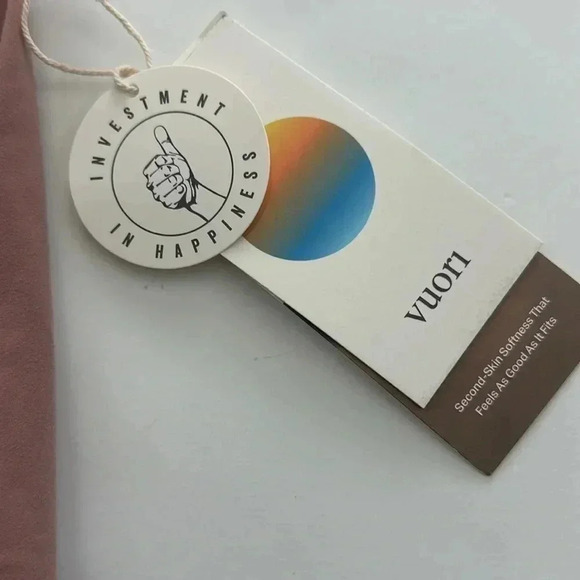 INVESTMENT
IN HAPPINESS
vuori
Second-Skin Softness That
Feels As Good As It Fits